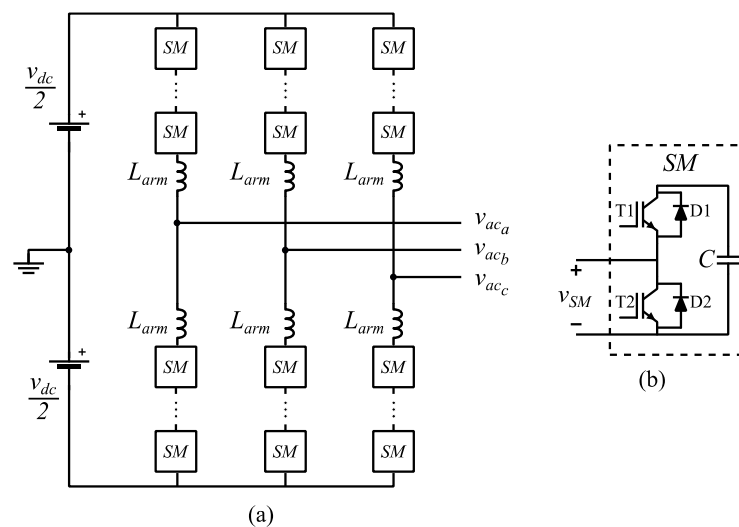 SM SM SM
v_dc/2 +
SM SM SM
L_arm L_arm L_arm
SM
T1 D1
v_ac_a
v_ac_b
+ C
v_ac_c
v_SM T2 D2
−
L_arm L_arm L_arm
+
SM SM SM
(b)
v_dc/2
SM SM SM
(a)